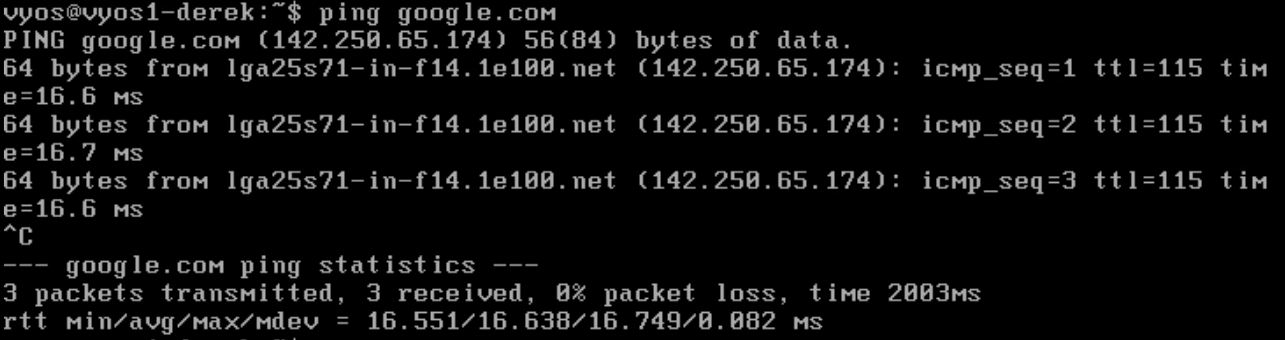 vyos@vyos1-derek:~$ ping google.com
PING google.com (142.250.65.174) 56(84) bytes of data.
64 bytes from lga25s71-in-f14.1e100.net (142.250.65.174): icmp_seq=1 ttl=115 tim
e=16.6 ms
64 bytes from lga25s71-in-f14.1e100.net (142.250.65.174): icmp_seq=2 ttl=115 tim
e=16.7 ms
64 bytes from lga25s71-in-f14.1e100.net (142.250.65.174): icmp_seq=3 ttl=115 tim
e=16.6 ms
^C
--- google.com ping statistics ---
3 packets transmitted, 3 received, 0% packet loss, time 2003ms
rtt min/avg/max/mdev = 16.551/16.638/16.749/0.082 ms